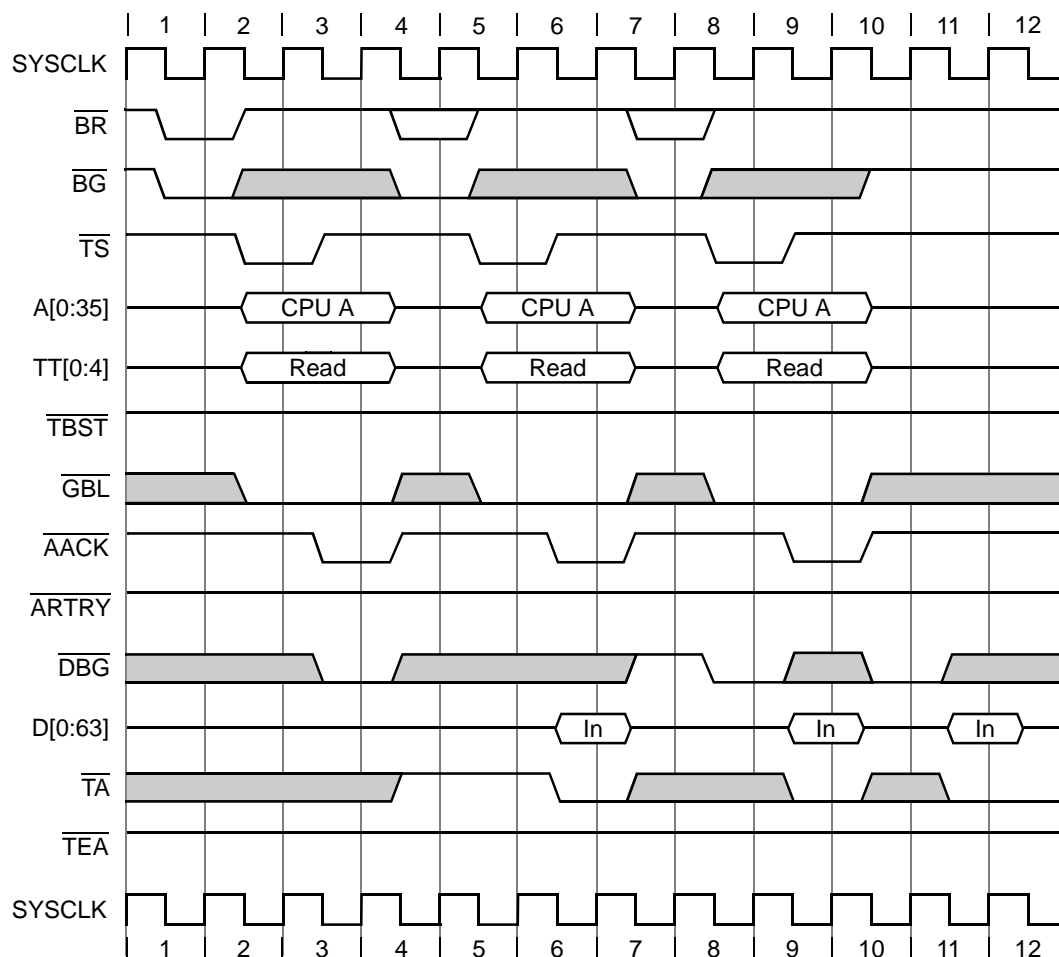 1 2 3 4 5 6 7 8 9 10 11 12
SYSCLK
BR
BG
TS
A[0:35] CPU A CPU A CPU A
TT[0:4] Read Read Read
TBST
GBL
AACK
ARTRY
DBG
D[0:63] In In In
TA
TEA
SYSCLK
1 2 3 4 5 6 7 8 9 10 11 12